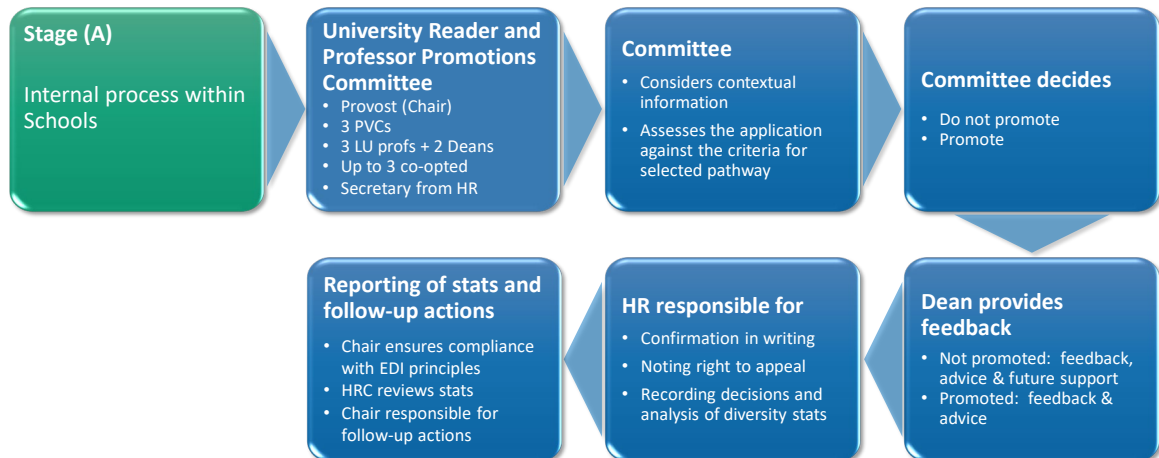 Stage (A)
Internal process within
Schools
University Reader and
Professor Promotions
Committee
• Provost (Chair)
• 3 PVCs
• 3 LU profs + 2 Deans
• Up to 3 co-opted
• Secretary from HR
Committee
• Considers contextual
information
• Assesses the application
against the criteria for
selected pathway
Committee decides
• Do not promote
• Promote
Dean provides
feedback
• Not promoted: feedback,
advice & future support
• Promoted: feedback &
advice
HR responsible for
• Confirmation in writing
• Noting right to appeal
• Recording decisions and
analysis of diversity stats
Reporting of stats and
follow-up actions
• Chair ensures compliance
with EDI principles
• HRC reviews stats
• Chair responsible for
follow-up actions